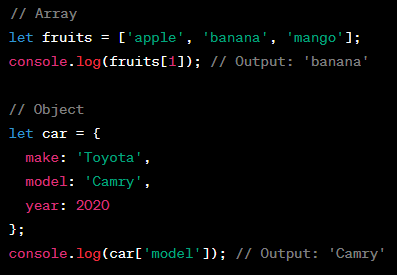 // Array
let fruits = ['apple', 'banana', 'mango'];
console.log(fruits[1]); // Output: 'banana'

// Object
let car = {
  make: 'Toyota',
  model: 'Camry',
  year: 2020
};
console.log(car['model']); // Output: 'Camry'